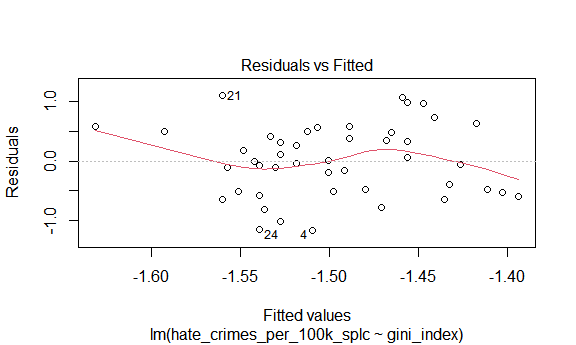 Residuals vs Fitted
Residuals
1.0
0.0
-1.0
21
24
4
-1.60
-1.55
-1.50
-1.45
-1.40
Fitted values
lm(hate_crimes_per_100k_splc ~ gini_index)